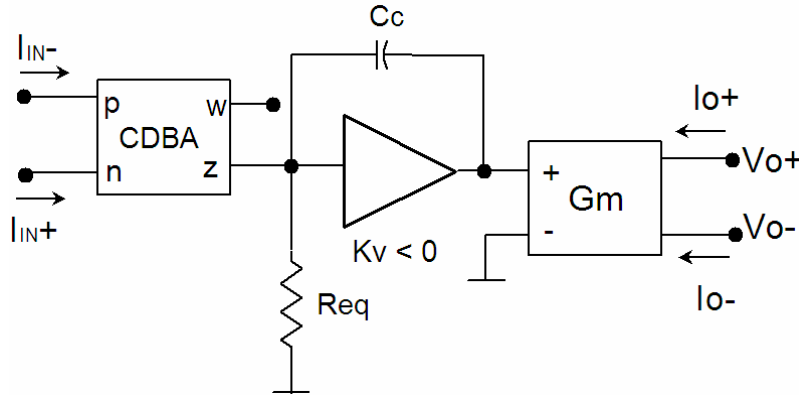 Cc
IIN-
p
w
CDBA
n
z
IIN+
Kv < 0
Req
Io+
+
Vo+
Gm
-
Vo-
Io-